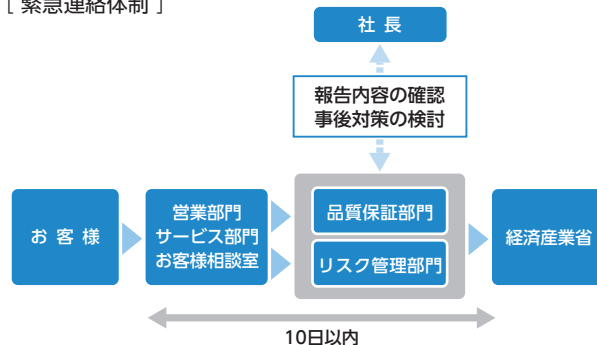 [ 緊急連絡体制 ]
社 長
報告内容の確認
事後対策の検討
お 客 様
営業部門
サービス部門
お客様相談室
品質保証部門
リスク管理部門
経済産業省
10日以内